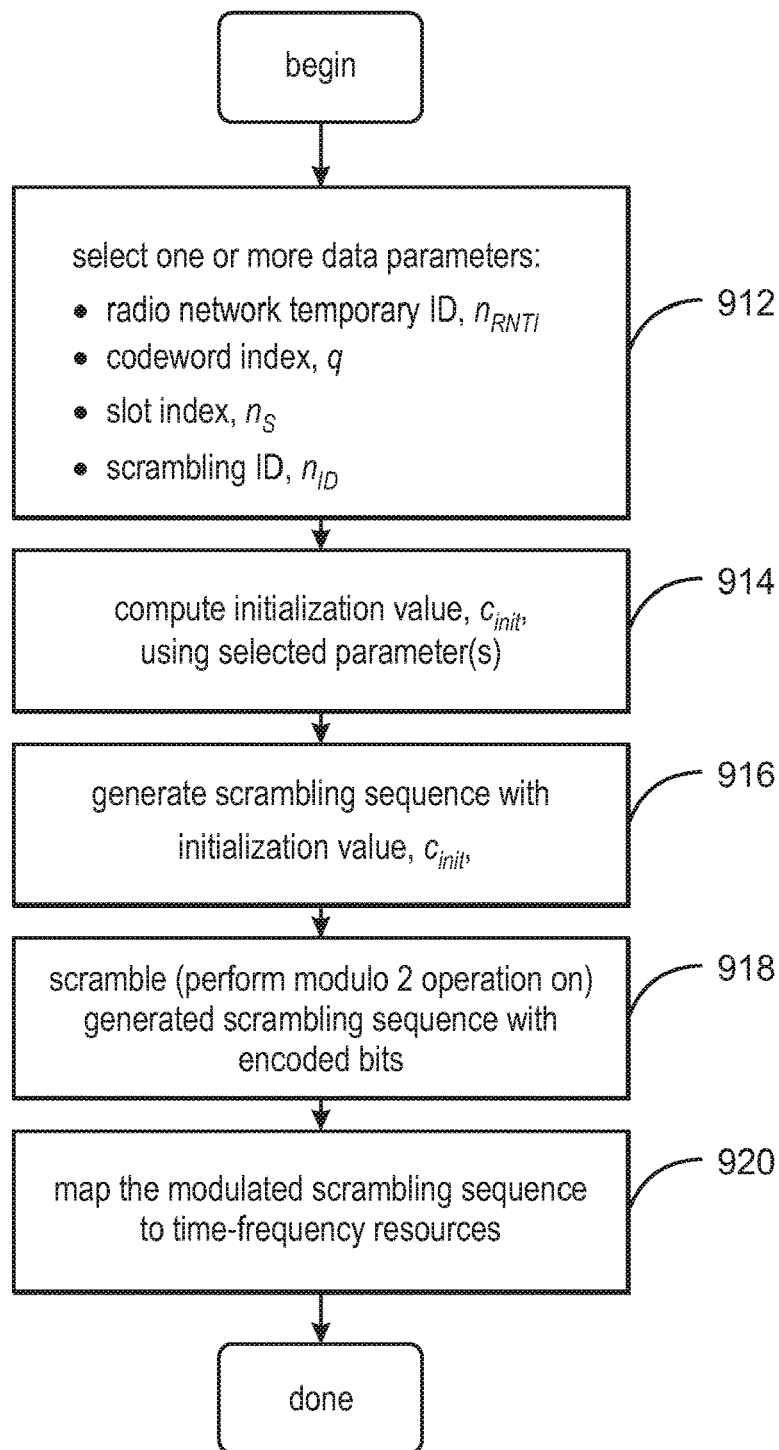 begin
select one or more data parameters:
• radio network temporary ID, n_RNTI
• codeword index, q
• slot index, n_S
• scrambling ID, n_ID
912
compute initialization value, c_init,
using selected parameter(s)
914
generate scrambling sequence with
initialization value, c_init,
916
scramble (perform modulo 2 operation on)
generated scrambling sequence with
encoded bits
918
map the modulated scrambling sequence
to time-frequency resources
920
done